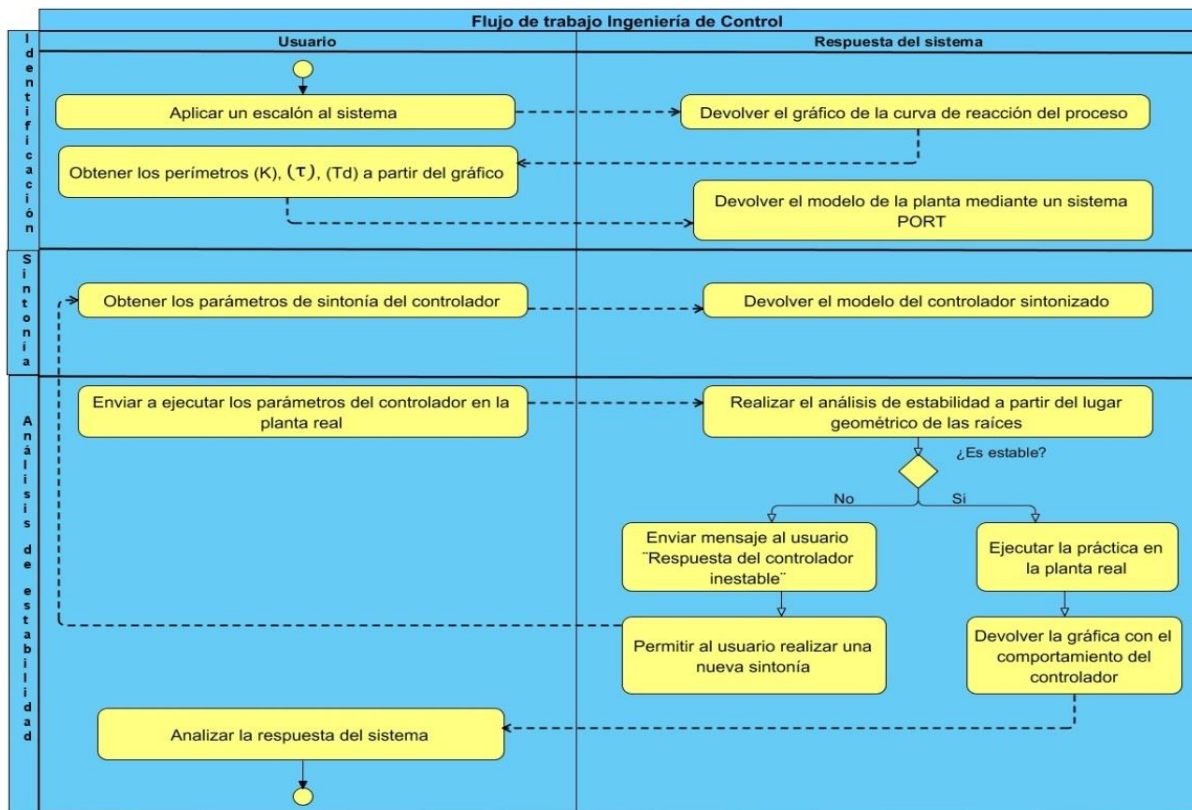 Flujo de trabajo Ingeniería de Control
Usuario
Respuesta del sistema
Identificación
Aplicar un escalón al sistema
Devolver el gráfico de la curva de reacción del proceso
Obtener los perímetros (K), (τ), (Td) a partir del gráfico
Devolver el modelo de la planta mediante un sistema
PORT
Sintonía
Obtener los parámetros de sintonía del controlador
Devolver el modelo del controlador sintonizado
Análisis de estabilidad
Enviar a ejecutar los parámetros del controlador en la
planta real
Realizar el análisis de estabilidad a partir del lugar
geométrico de las raíces
¿Es estable?
No
Si
Enviar mensaje al usuario
¨Respuesta del controlador
inestable¨
Ejecutar la práctica en
la planta real
Permitir al usuario realizar una
nueva sintonía
Devolver la gráfica con el
comportamiento del
controlador
Analizar la respuesta del sistema